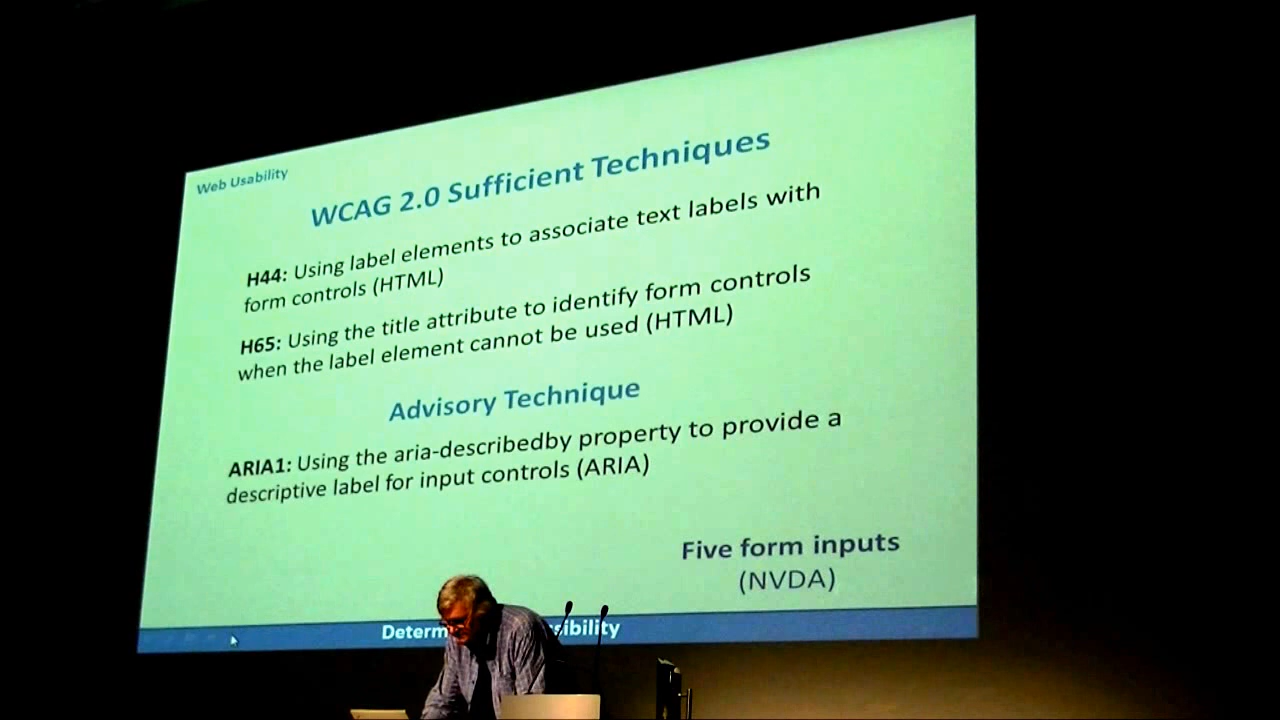 Web Usability
WCAG 2.0 Sufficient Techniques
H44: Using label elements to associate text labels with
form controls (HTML)
H65: Using the title attribute to identify form controls
when the label element cannot be used (HTML)
Advisory Technique
ARIA1: Using the aria-describedby property to provide a
descriptive label for input controls (ARIA)
Five form inputs
(NVDA)